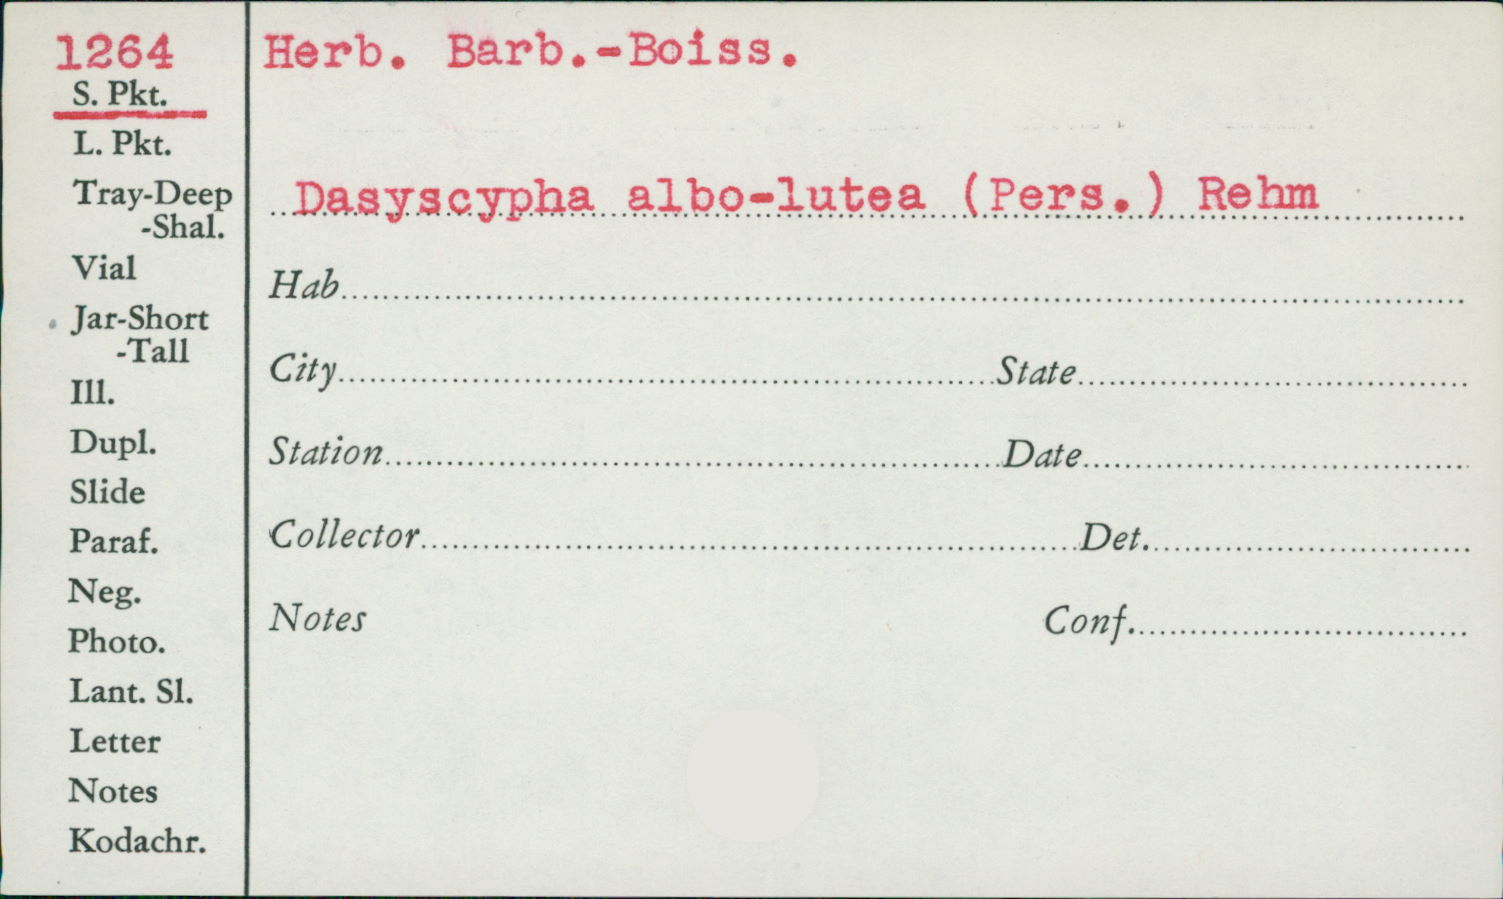 1264
S. Pkt.
L. Pkt.
Tray-Deep
-Shal.
Vial
Jar-Short
-Tall
Ill.
Dupl.
Slide
Paraf.
Neg.
Photo.
Lant. Sl.
Letter
Notes
Kodachr.
Herb. Barb.-Boiss.
Dasyscypha albo-lutea (Pers.) Rehm
Hab
City State
Station Date
Collector Det.
Notes Conf.